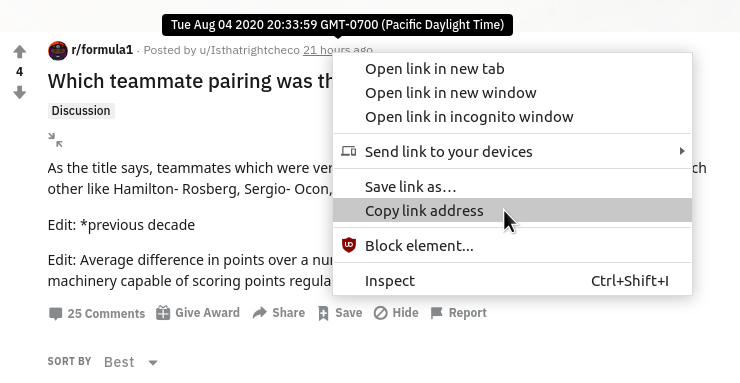 Tue Aug 04 2020 20:33:59 GMT-0700 (Pacific Daylight Time)
r/formula1 · Posted by u/Isthatrightcheco 21 hours ago
4
Which teammate pairing was th
Discussion
As the title says, teammates which were ver
ch
other like Hamilton- Rosberg, Sergio- Ocon,
Edit: *previous decade
Edit: Average difference in points over a nu
machinery capable of scoring points regula
25 Comments Give Award Share Save Hide Report
SORT BY Best
Open link in new tab
Open link in new window
Open link in incognito window
Send link to your devices
Save link as...
Copy link address
Block element...
Inspect Ctrl+Shift+I